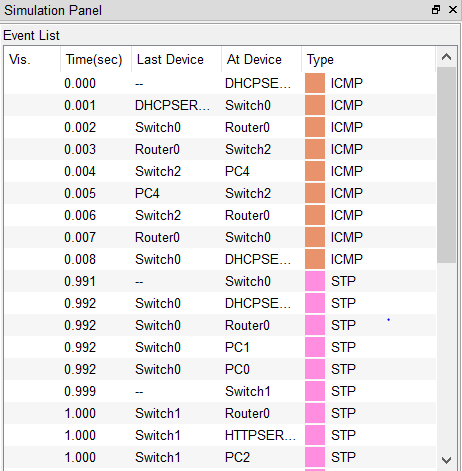 Simulation Panel
Event List
Vis. Time(sec) Last Device At Device Type
0.000 -- DHCPSE... ICMP
0.001 DHCPSER... Switch0 ICMP
0.002 Switch0 Router0 ICMP
0.003 Router0 Switch2 ICMP
0.004 Switch2 PC4 ICMP
0.005 PC4 Switch2 ICMP
0.006 Switch2 Router0 ICMP
0.007 Router0 Switch0 ICMP
0.008 Switch0 DHCPSE... ICMP
0.991 -- Switch0 STP
0.992 Switch0 DHCPSE... STP
0.992 Switch0 Router0 STP
0.992 Switch0 PC1 STP
0.992 Switch0 PC0 STP
0.999 -- Switch1 STP
1.000 Switch1 Router0 STP
1.000 Switch1 HTTPSER... STP
1.000 Switch1 PC2 STP